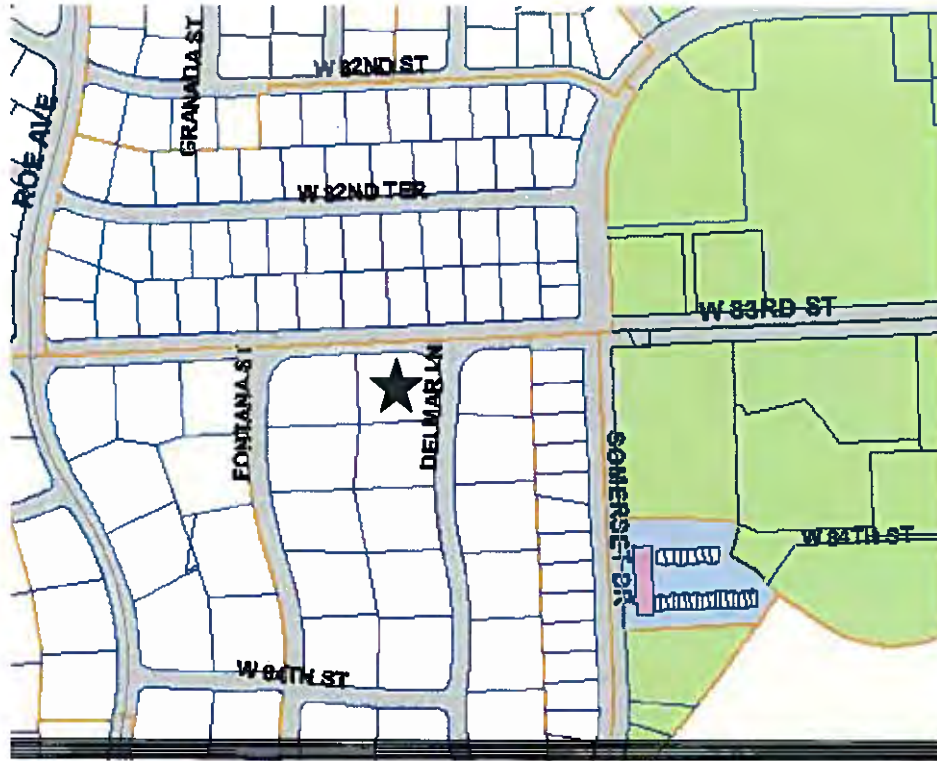 W 82ND ST
GRANADA ST
ROE AVE
W 82ND TER
W 83RD ST
FONTANA ST
DELMAR LN
SOMERSET DR
W 84TH ST
W 84TH ST